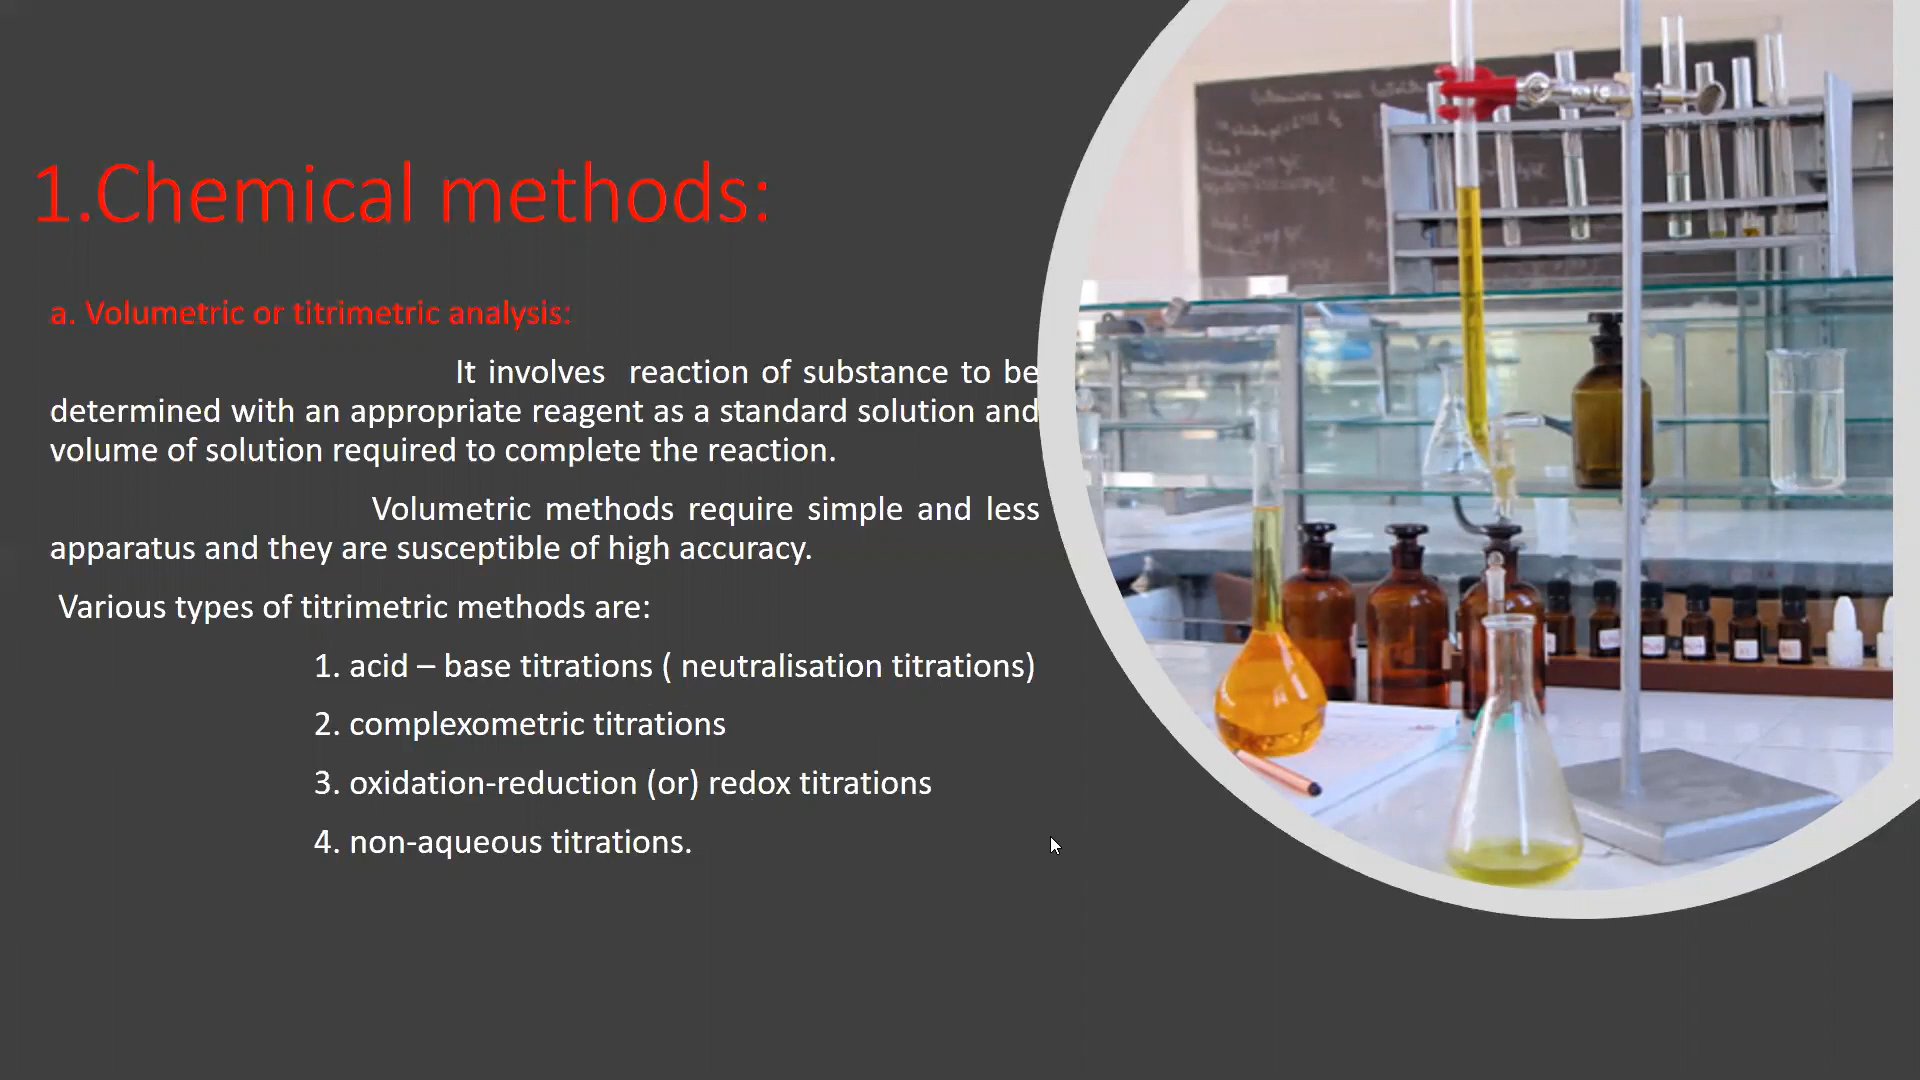 1.Chemical methods:
a. Volumetric or titrimetric analysis:
It involves reaction of substance to be
determined with an appropriate reagent as a standard solution and
volume of solution required to complete the reaction.
Volumetric methods require simple and less
apparatus and they are susceptible of high accuracy.
Various types of titrimetric methods are:
1. acid – base titrations ( neutralisation titrations)
2. complexometric titrations
3. oxidation-reduction (or) redox titrations
4. non-aqueous titrations.